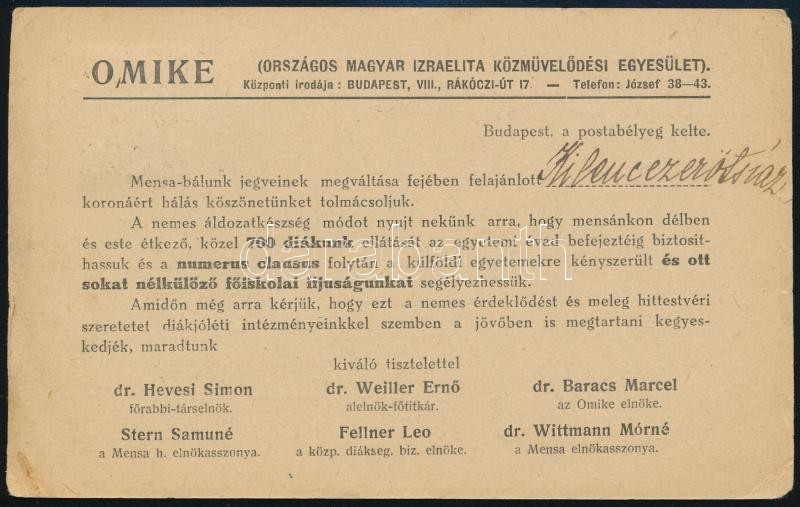 OMIKE (ORSZÁGOS MAGYAR IZRAELITA KÖZMÜVELŐDÉSI EGYESÜLET).
Központi irodája: BUDAPEST, VIII., RÁKÓCZI-ÚT 17. — Telefon: József 38—43.
Budapest, a postabélyeg kelte.
Mensa-bálunk jegyeinek megváltása fejében felajánlott Kilencezerötszáz
koronáért hálás köszönetünket tolmácsoljuk.
A nemes áldozatkészség módot nyujt nekünk arra, hogy mensánkon délben
és este étkező, közel 700 diákunk ellátását az egyetemi évad befejeztéig biztosit-
hassuk és a numerus clausus folytán a külföldi egyetemekre kényszerült és ott
sokat nélkülöző főiskolai ifjuságunkat segélyezhessük.
Amidőn még arra kérjük, hogy ezt a nemes érdeklődést és meleg hittestvéri
szeretetet diákjóléti intézményeinkkel szemben a jövőben is megtartani kegyes-
kedjék, maradtunk
kiváló tisztelettel
dr. Hevesi Simon dr. Weiller Ernő dr. Baracs Marcel
főrabbi-társelnök. alelnök-főtitkár. az Omike elnöke.
Stern Samuné Fellner Leo dr. Wittmann Mórné
a Mensa h. elnökasszonya. a közp. diákseg. biz. elnöke. a Mensa elnökasszonya.
darabanth